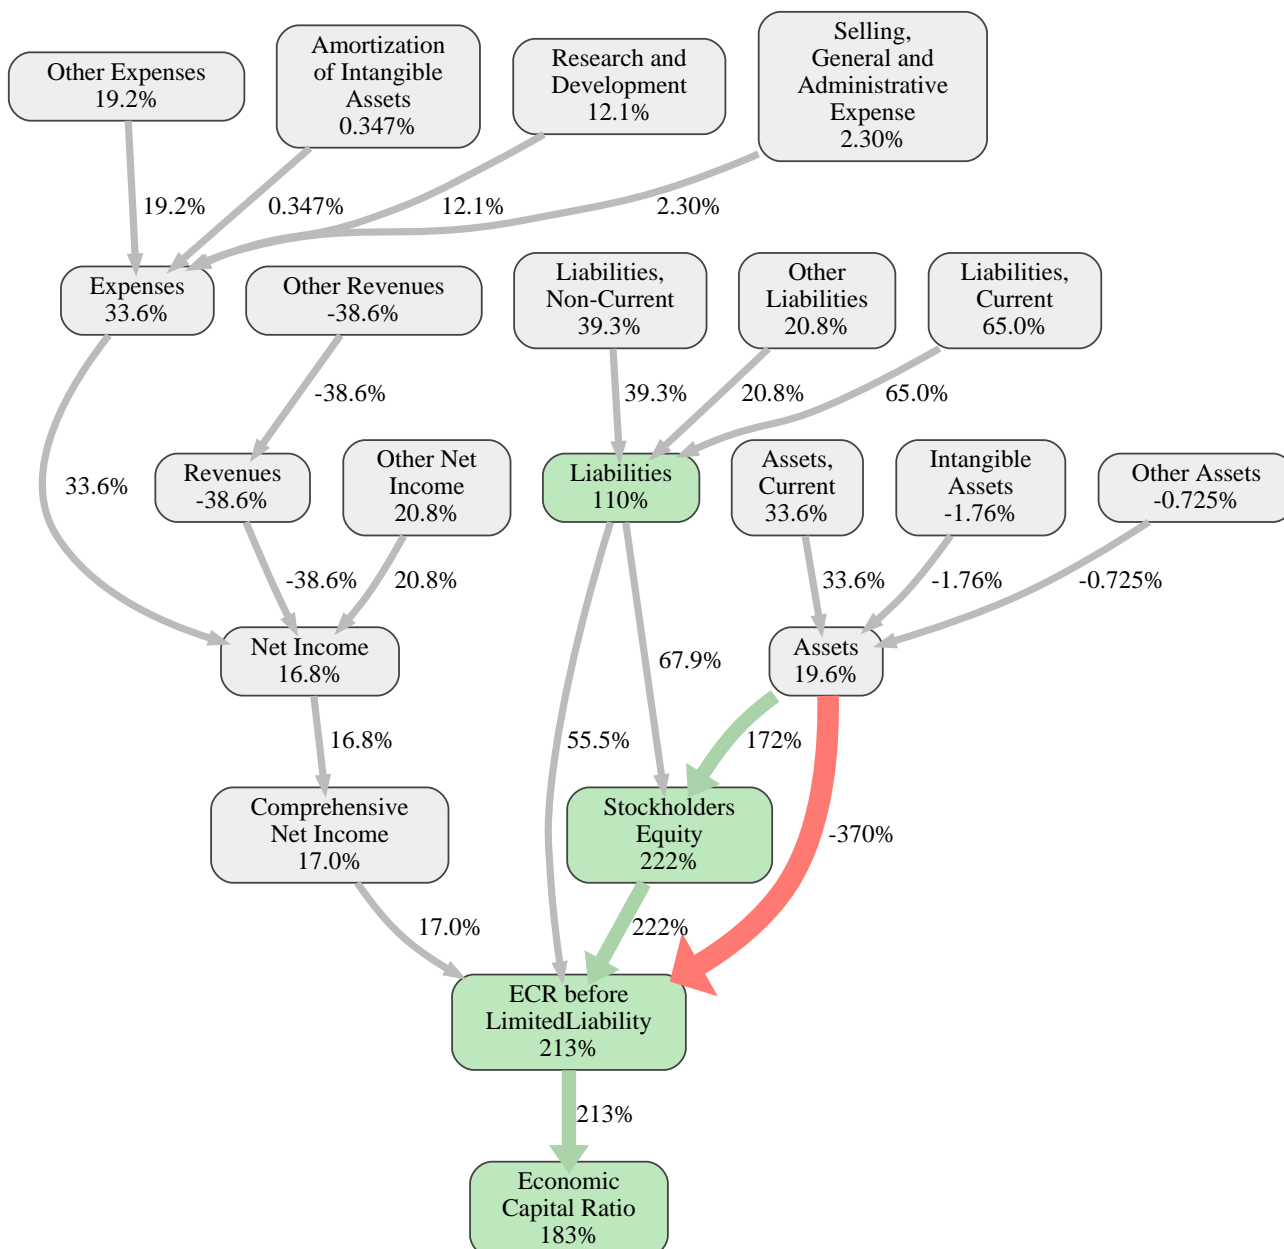 Other Expenses
19.2%
Amortization
of Intangible
Assets
0.347%
Research and
Development
12.1%
Selling,
General and
Administrative
Expense
2.30%
19.2%
0.347%
12.1%
2.30%
Expenses
33.6%
Other Revenues
-38.6%
Liabilities,
Non-Current
39.3%
Other
Liabilities
20.8%
Liabilities,
Current
65.0%
-38.6%
39.3%
20.8%
65.0%
33.6%
Revenues
-38.6%
Other Net
Income
20.8%
Liabilities
110%
Assets,
Current
33.6%
Intangible
Assets
-1.76%
Other Assets
-0.725%
-38.6%
20.8%
33.6%
-1.76%
-0.725%
Net Income
16.8%
67.9%
Assets
19.6%
16.8%
55.5%
172%
Comprehensive
Net Income
17.0%
Stockholders
Equity
222%
-370%
17.0%
222%
ECR before
LimitedLiability
213%
213%
Economic
Capital Ratio
183%